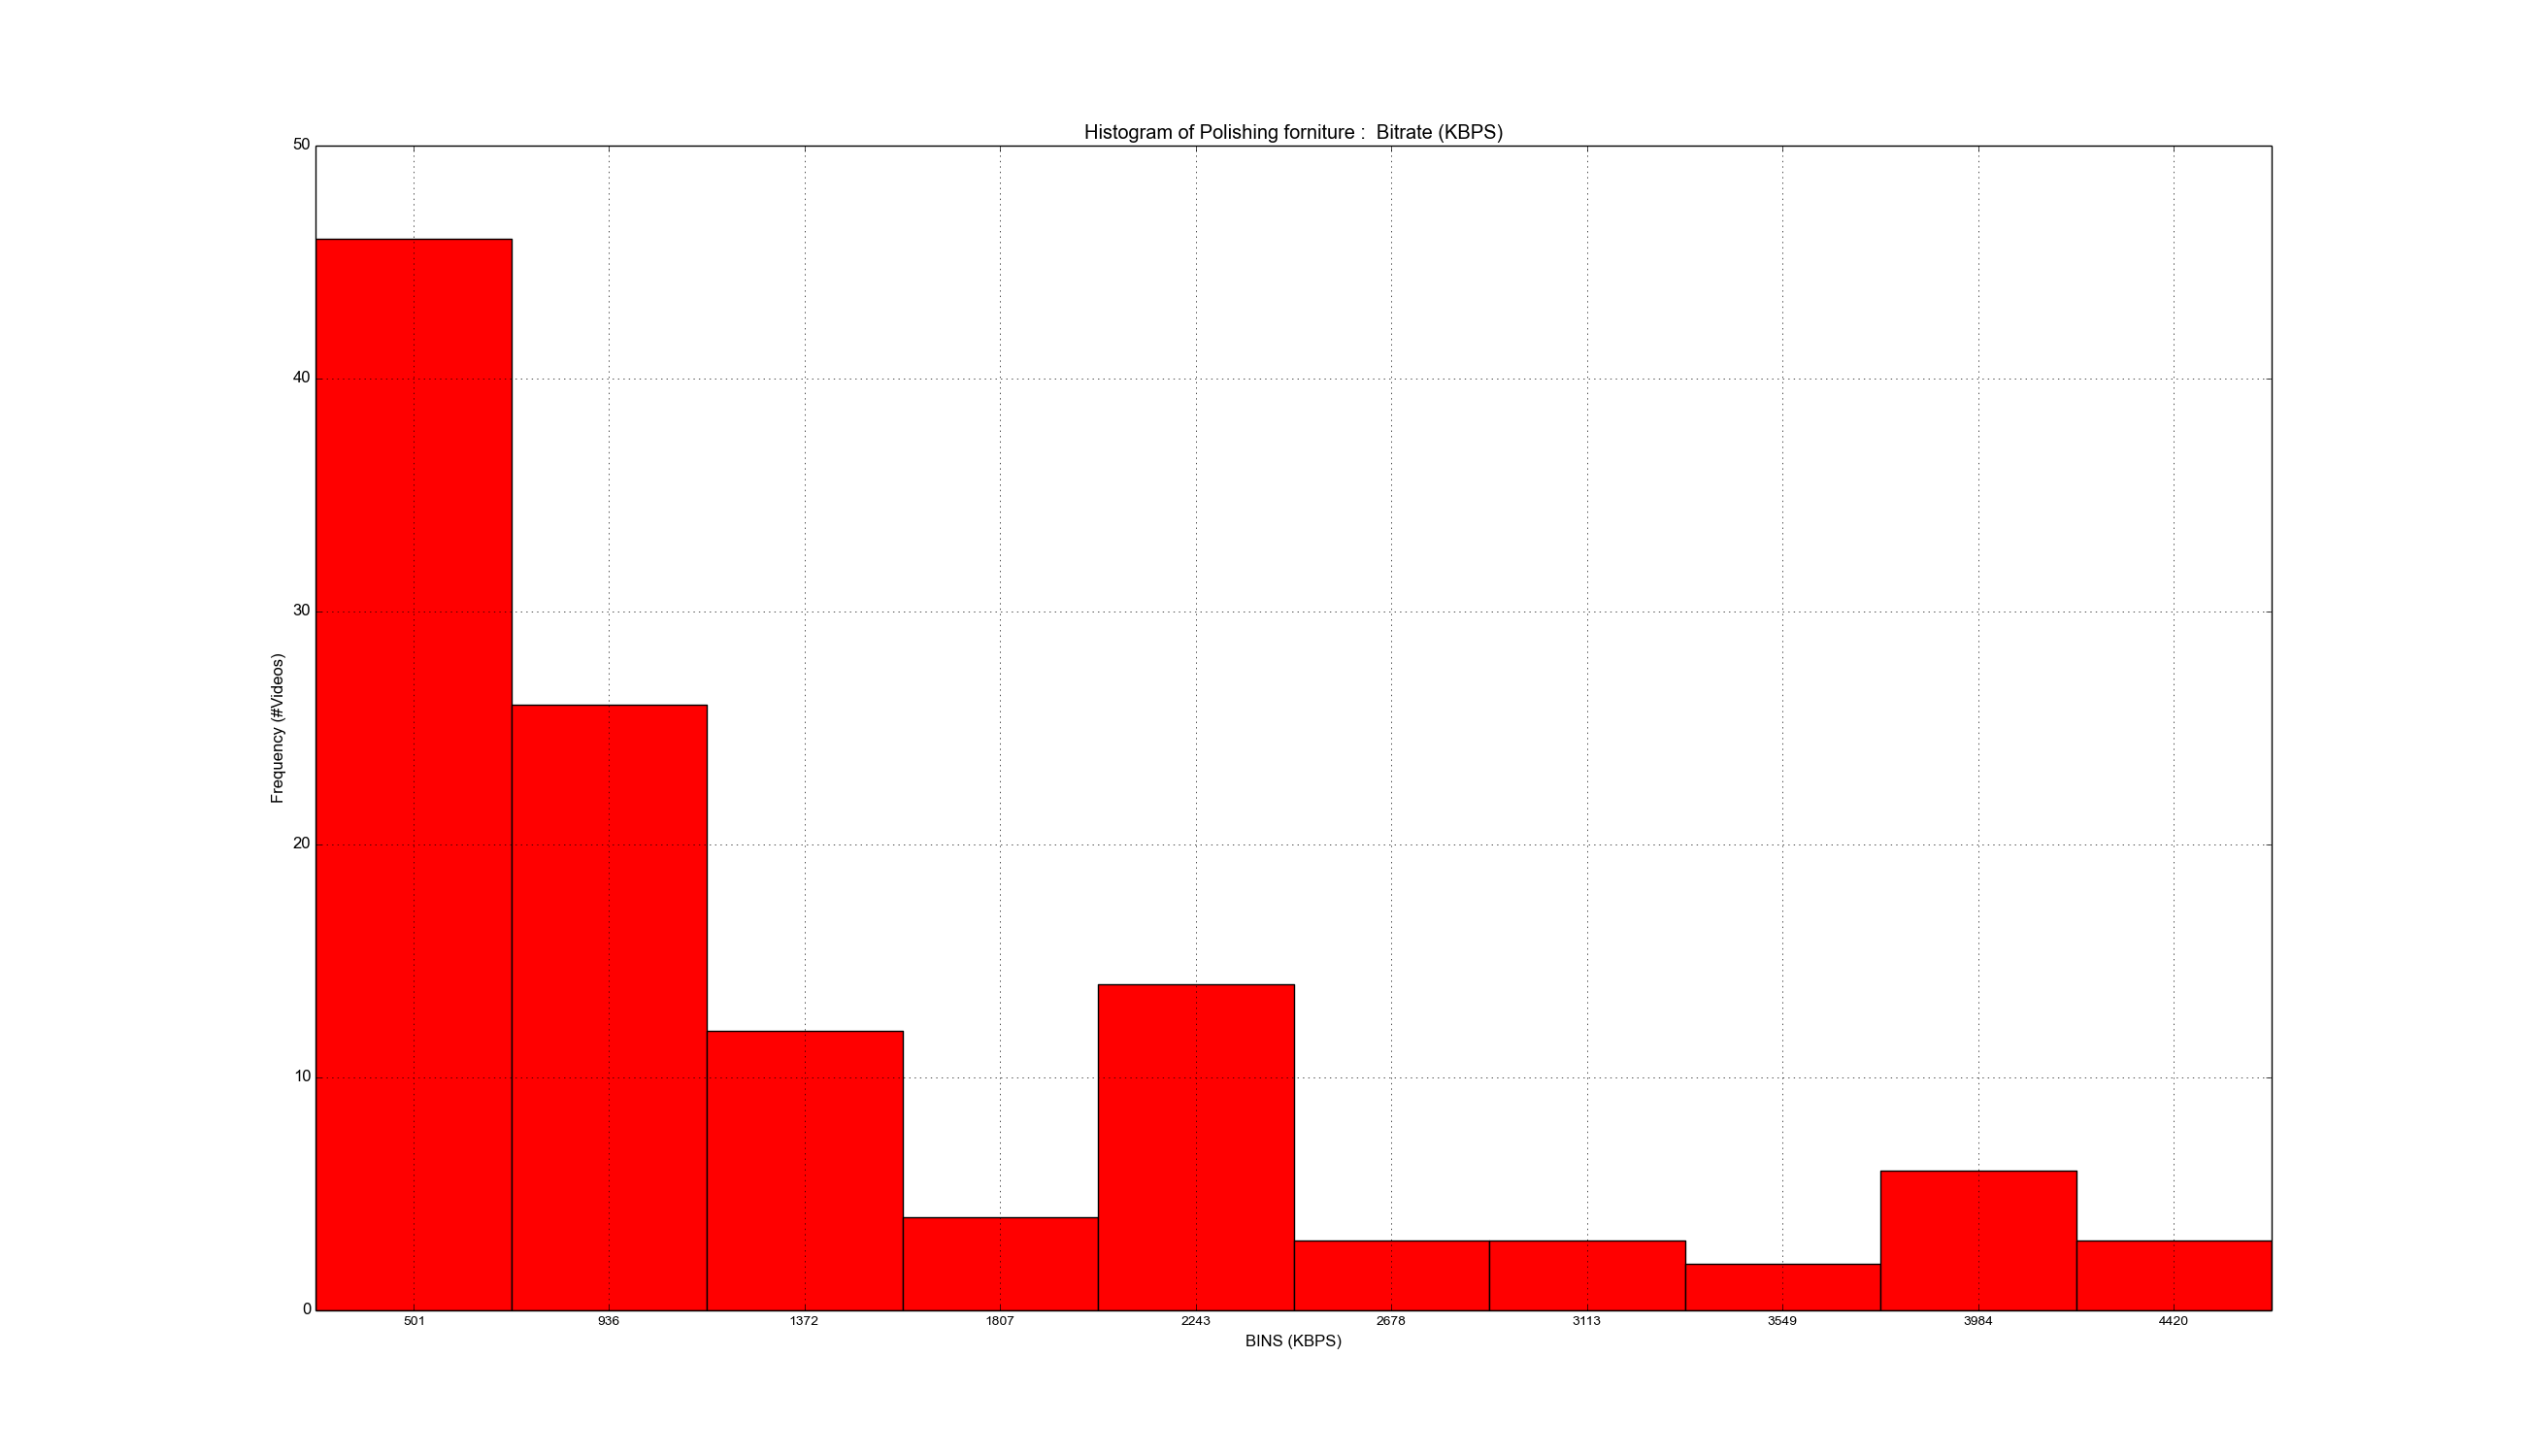 Histogram of Polishing forniture :  Bitrate (KBPS)
50
40
30
20
10
0
Frequency (#Videos)
501 936 1372 1807 2243 2678 3113 3549 3984 4420
BINS (KBPS)